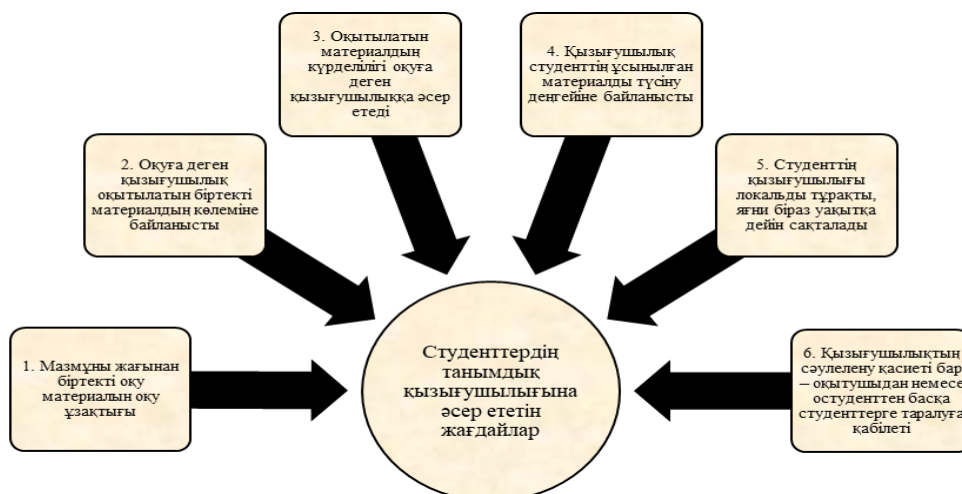 1. Мазмұны жағынан
біртекті оқу
материалын оқу
ұзақтығы
2. Оқуға деген
қызығушылық
оқытылатын біртекті
материалдың көлеміне
байланысты
3. Оқытылатын
материалдың
күрделілігі оқуға
деген
қызығушылыққа әсер
етеді
4. Қызығушылық
студенттің ұсынылған
материалды түсіну
деңгейіне байланысты
5. Студенттің
қызығушылығы
локальды тұрақты,
яғни біраз уақытқа
дейін сақталады
6. Қызығушылықтың
сәулелену қасиеті бар
– оқытушыдан немесе
остуденттен басқа
студенттерге таралуға
қабілеті
Студенттердің
танымдық
қызығушылығына
әсер ететін
жағдайлар